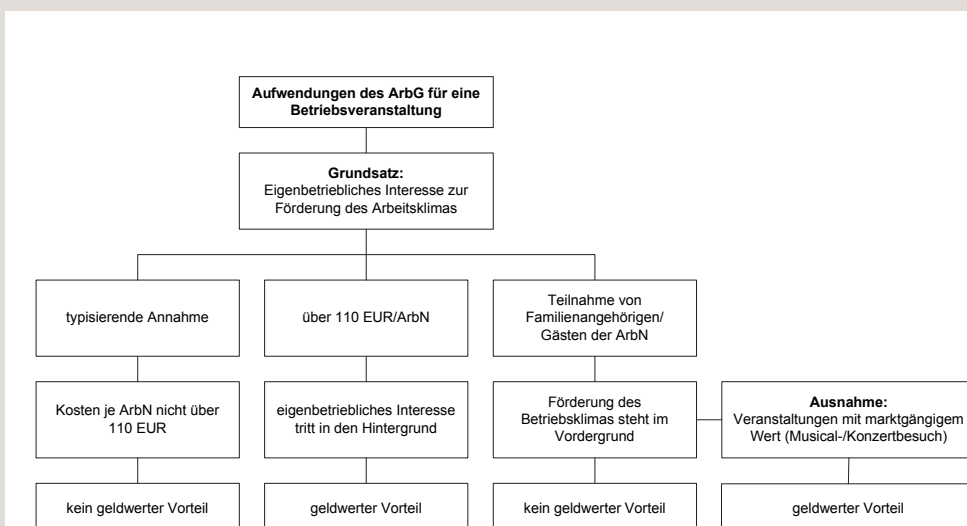 Aufwendungen des ArbG für eine
Betriebsveranstaltung
Grundsatz:
Eigenbetriebliches Interesse zur
Förderung des Arbeitsklimas
typisierende Annahme
über 110 EUR/ArbN
Teilnahme von
Familienangehörigen/
Gästen der ArbN
Kosten je ArbN nicht über
110 EUR
eigenbetriebliches Interesse
tritt in den Hintergrund
Förderung des
Betriebsklimas steht im
Vordergrund
Ausnahme:
Veranstaltungen mit marktgängigem
Wert (Musical-/Konzertbesuch)
kein geldwerter Vorteil
geldwerter Vorteil
kein geldwerter Vorteil
geldwerter Vorteil